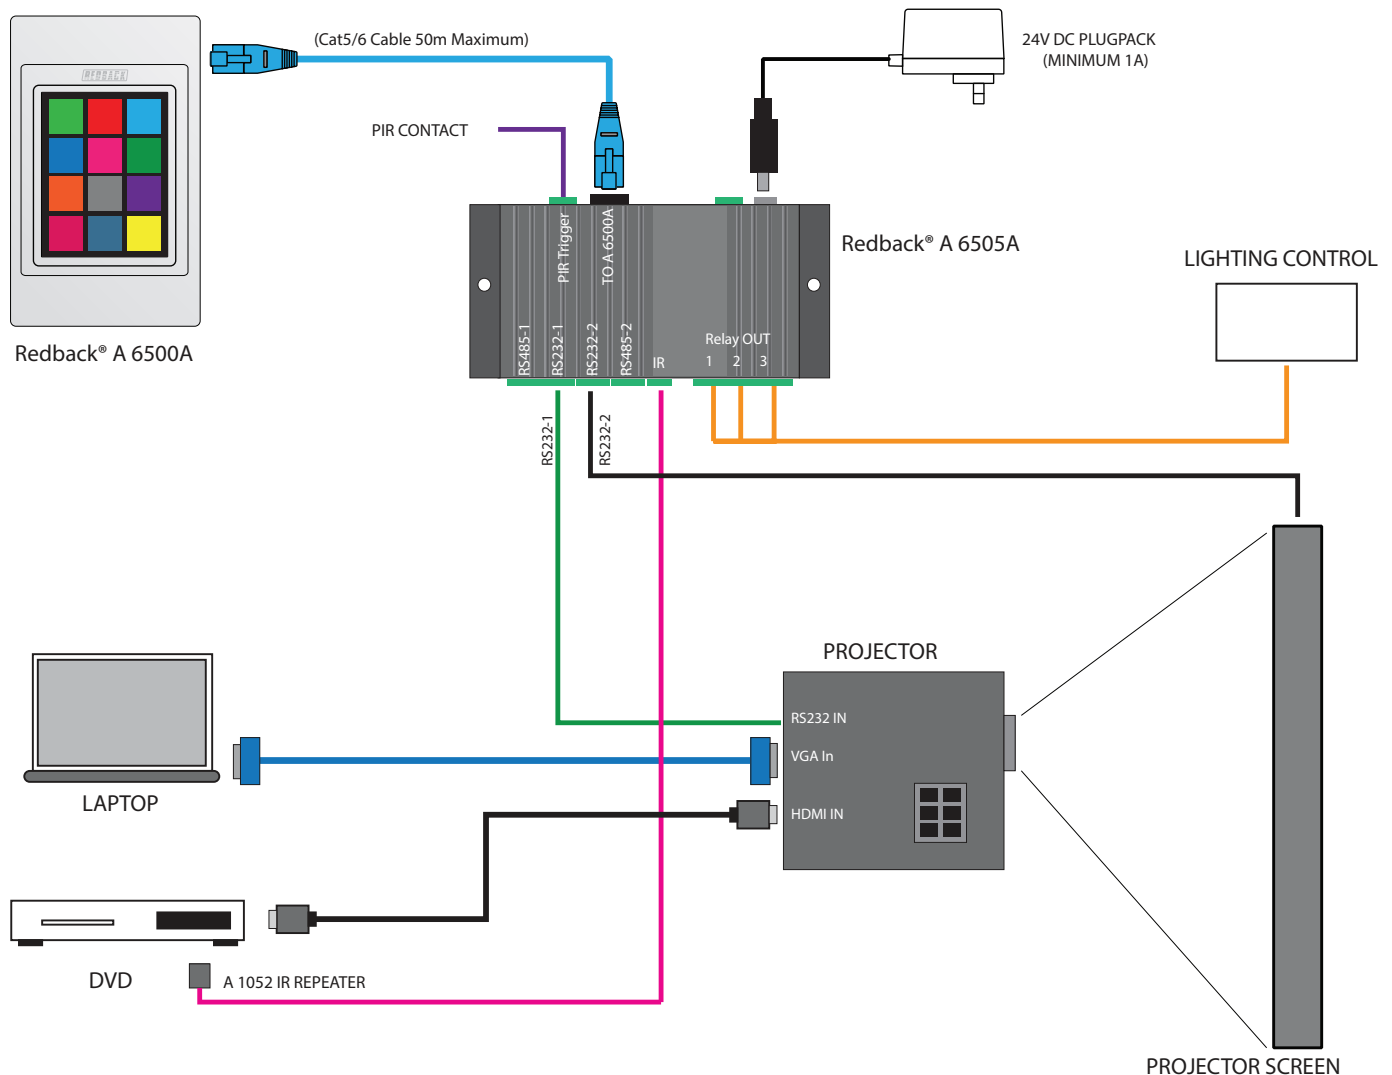 (Cat5/6 Cable 50m Maximum)
24V DC PLUGPACK
(MINIMUM 1A)
REDBACK
PIR CONTACT
PIR Trigger
TO A 6500A
Redback® A 6505A
LIGHTING CONTROL
Redback® A 6500A
RS485-1
RS232-1
RS232-2
RS485-2
IR
Relay OUT
1 2 3
RS232-1
RS232-2
PROJECTOR
RS232 IN
VGA In
HDMI IN
LAPTOP
DVD
A 1052 IR REPEATER
PROJECTOR SCREEN